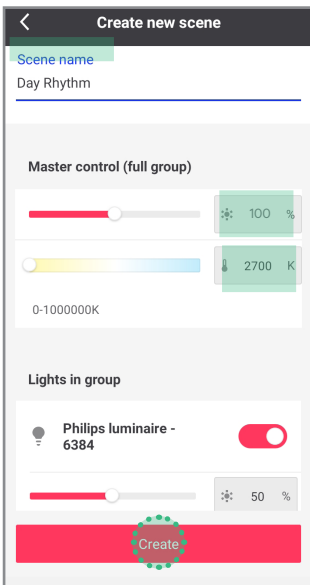 Create new scene
Scene name
Day Rhythm
Master control (full group)
100 %
2700 K
0-1000000K
Lights in group
Philips luminaire -
6384
50 %
Create